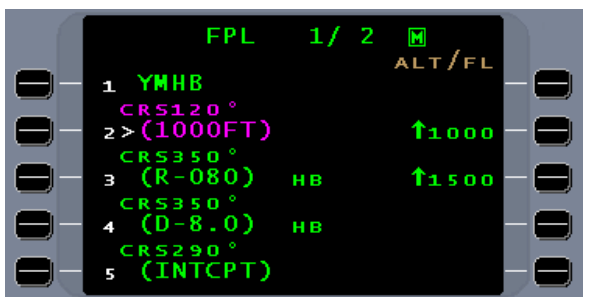 FPL 1/ 2 M
ALT/FL
1 YMHB
CRS120°
2>(1000FT) ↑1000
CRS350°
3 (R-080) HB ↑1500
CRS350°
4 (D-8.0) HB
CRS290°
5 (INTCPT)